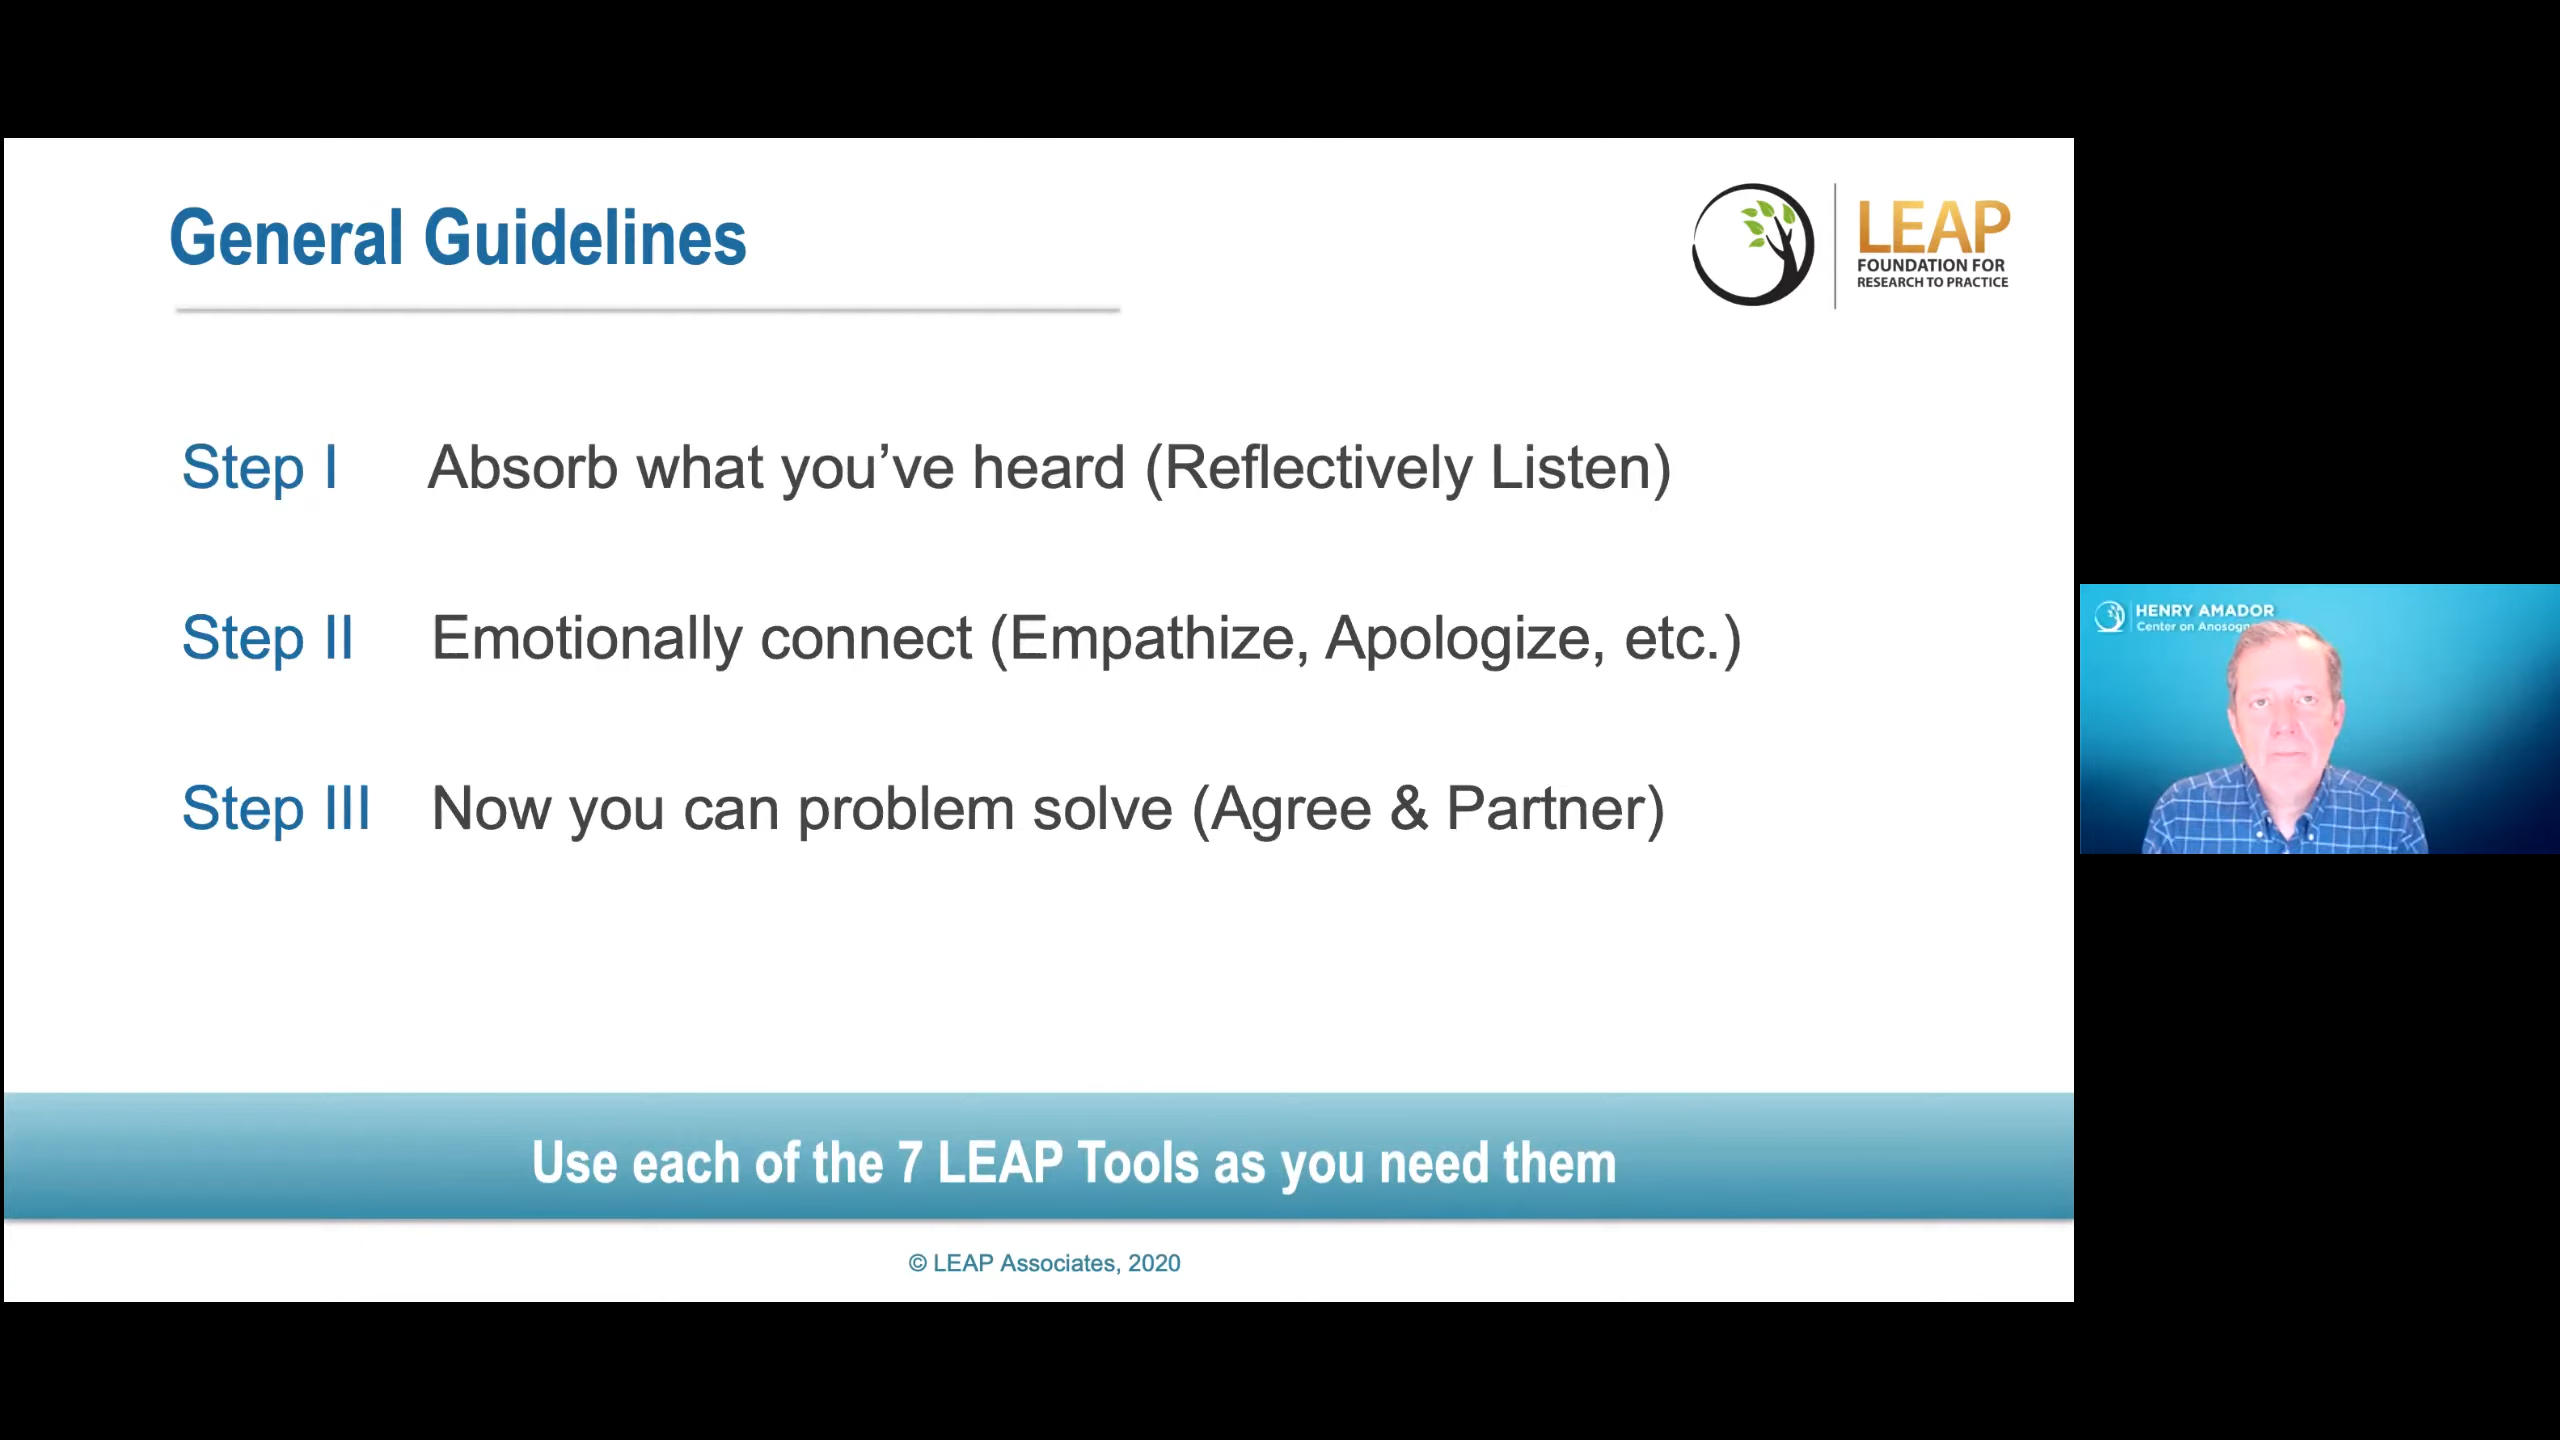 General Guidelines
LEAP
FOUNDATION FOR
RESEARCH TO PRACTICE
Step I Absorb what you’ve heard (Reflectively Listen)
Step II Emotionally connect (Empathize, Apologize, etc.)
Step III Now you can problem solve (Agree & Partner)
HENRY AMADOR
Center on
Use each of the 7 LEAP Tools as you need them
© LEAP Associates, 2020